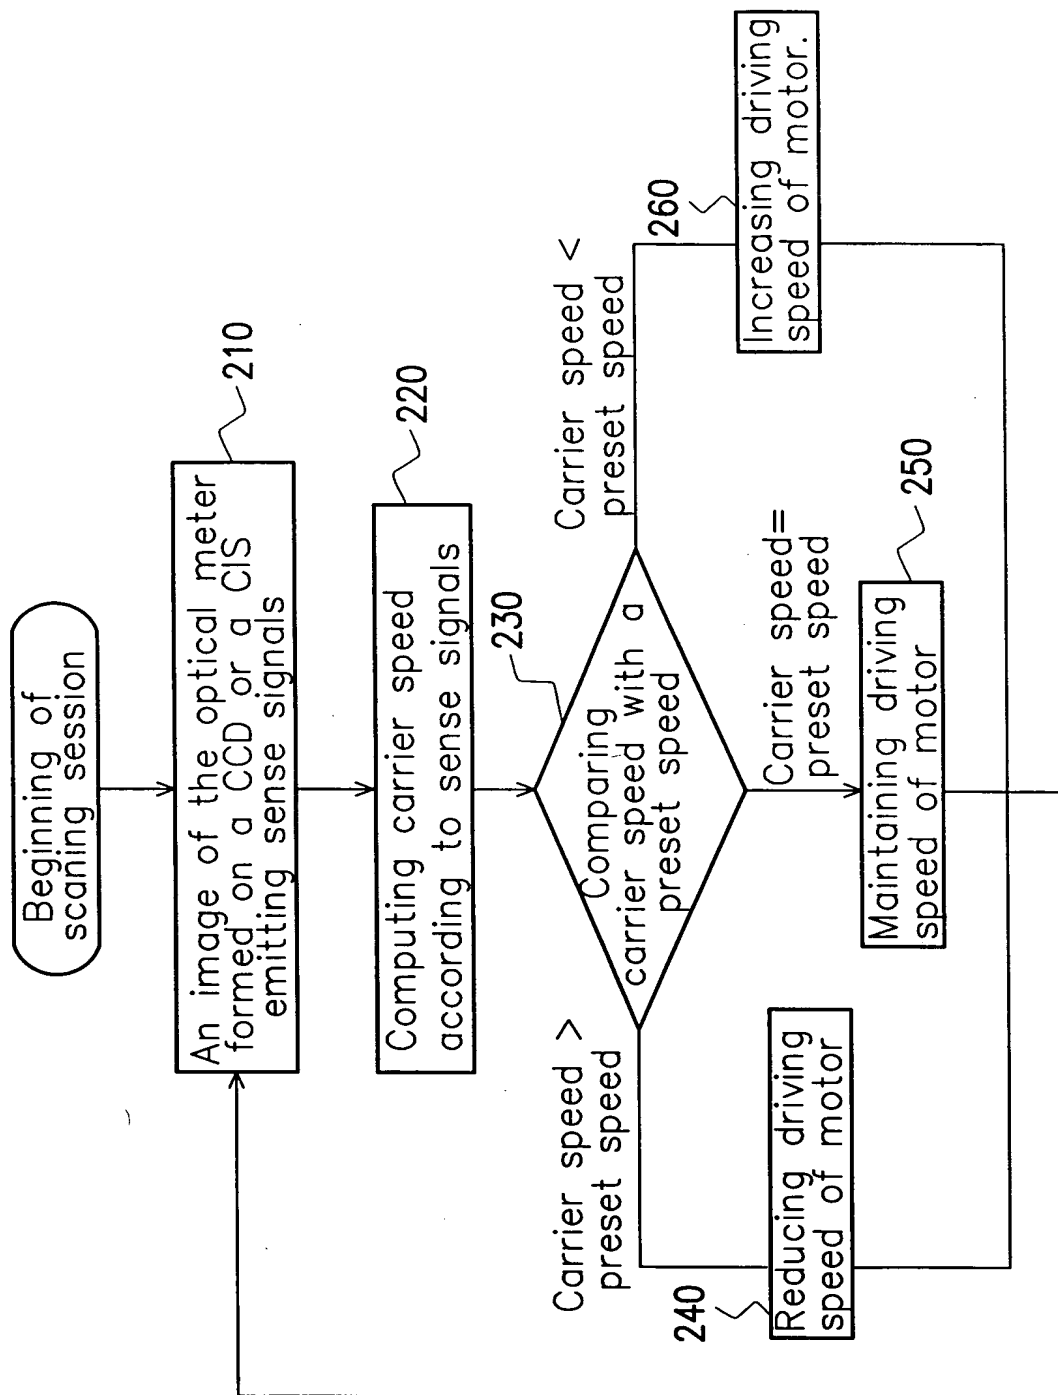 Beginning of
scaning session
An image of the optical meter
formed on a CCD or a CIS
emitting sense signals
210
Computing carrier speed
according to sense signals
220
Comparing
carrier speed with a
preset speed
230
Carrier speed >
preset speed
Carrier speed=
preset speed
Carrier speed <
preset speed
240
Reducing driving
speed of motor
Maintaining driving
speed of motor
250
260
Increasing driving
speed of motor.